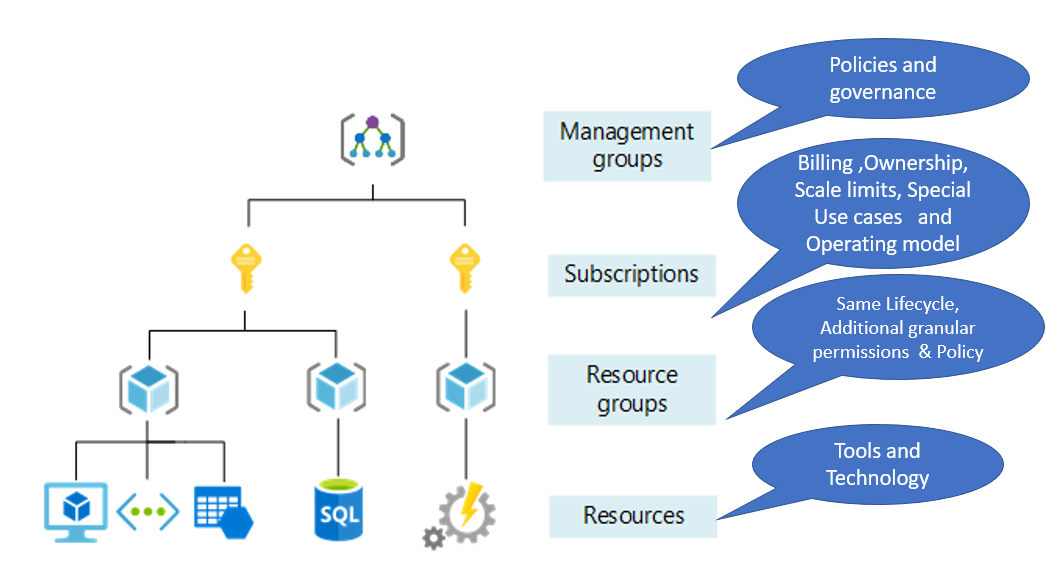 Policies and
governance
Management
groups
Billing ,Ownership,
Scale limits, Special
Use cases and
Operating model
Subscriptions
Same Lifecycle,
Additional granular
permissions & Policy
Resource
groups
Tools and
Technology
SQL
Resources